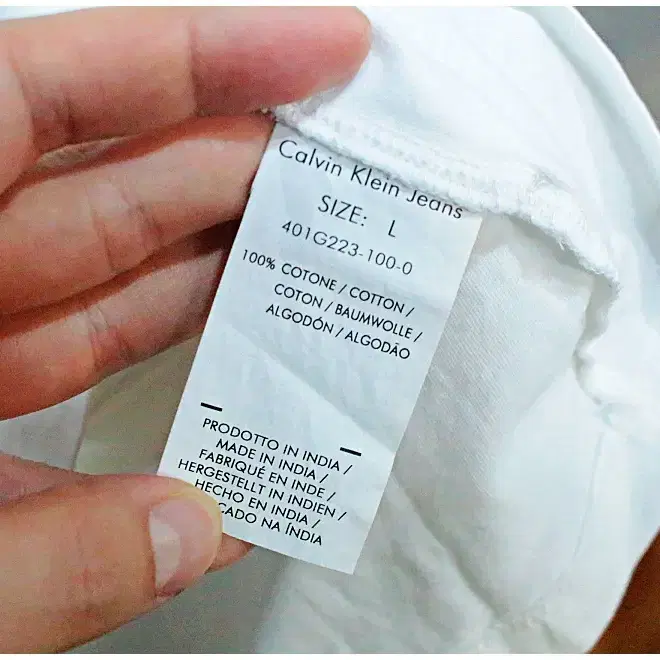 Calvin Klein Jeans
SIZE: L
401G223-100-0
100% COTONE / COTTON /
COTON / BAUMWOLLE /
ALGODÓN / ALGODÃO
PRODOTTO IN INDIA /
MADE IN INDIA /
FABRIQUÉ EN INDE /
HERGESTELLT IN INDIEN /
HECHO EN INDIA /
NA ÍNDIA